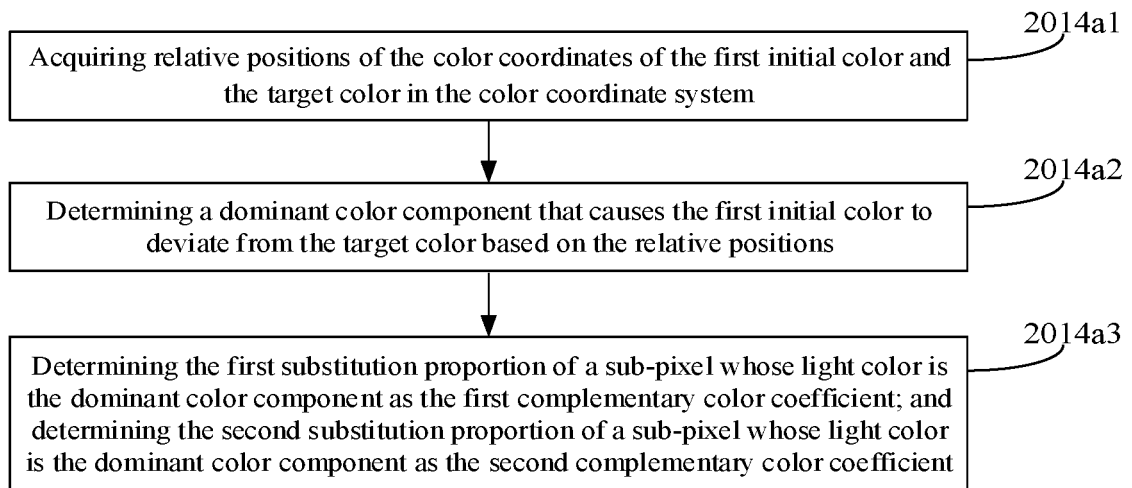 2014a1
Acquiring relative positions of the color coordinates of the first initial color and
the target color in the color coordinate system
2014a2
Determining a dominant color component that causes the first initial color to
deviate from the target color based on the relative positions
2014a3
Determining the first substitution proportion of a sub-pixel whose light color is
the dominant color component as the first complementary color coefficient; and
determining the second substitution proportion of a sub-pixel whose light color
is the dominant color component as the second complementary color coefficient